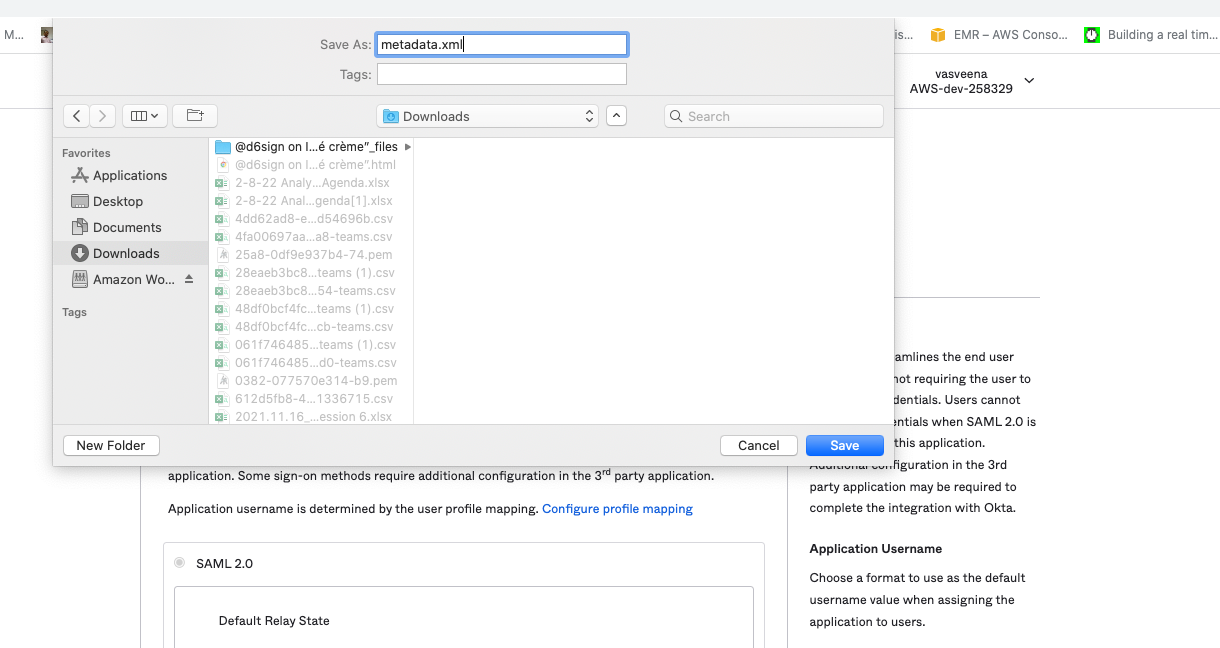 M...
is...
EMR – AWS Conso...
Building a real tim...
vasveena
AWS-dev-258329
Save As: metadata.xml
Tags:
Downloads
Search
Favorites
Applications
Desktop
Documents
Downloads
Amazon Wo...
Tags
@d6sign on I...é crème"_files
@d6sign on I...é crème".html
2-8-22 Analy...Agenda.xlsx
2-8-22 Anal...genda[1].xlsx
4dd62ad8-e...d54696b.csv
4fa00697aa...a8-teams.csv
25a8-0df9e937b4-74.pem
28eaeb3bc8...teams (1).csv
28eaeb3bc8...54-teams.csv
48df0bcf4fc...teams (1).csv
48df0bcf4fc...cb-teams.csv
061f746485...teams (1).csv
061f746485...d0-teams.csv
0382-077570e314-b9.pem
612d5fb8-4...1336715.csv
2021.11.16_...ession 6.xlsx
New Folder
Cancel
Save
amlines the end user
not requiring the user to
dentials. Users cannot
entials when SAML 2.0 is
this application.
Additional configuration in the 3rd
party application may be required to
complete the integration with Okta.
application. Some sign-on methods require additional configuration in the 3rd party application.
Application username is determined by the user profile mapping. Configure profile mapping
SAML 2.0
Default Relay State
Application Username
Choose a format to use as the default
username value when assigning the
application to users.